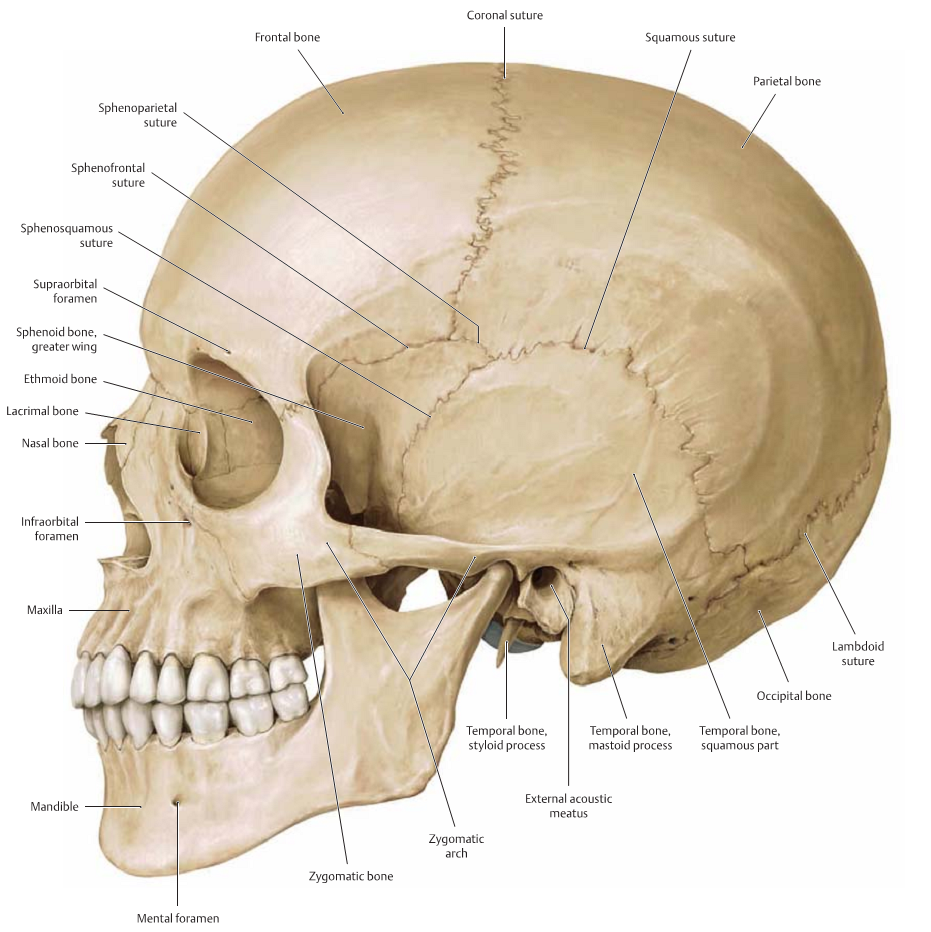 Coronal suture
Frontal bone
Squamous suture
Parietal bone
Sphenoparietal
suture
Sphenofrontal
suture
Sphenosquamous
suture
Supraorbital
foramen
Sphenoid bone,
greater wing
Ethmoid bone
Lacrimal bone
Nasal bone
Infraorbital
foramen
Maxilla
Mandible
Mental foramen
Zygomatic bone
Zygomatic
arch
Temporal bone,
styloid process
External acoustic
meatus
Temporal bone,
mastoid process
Temporal bone,
squamous part
Occipital bone
Lambdoid
suture